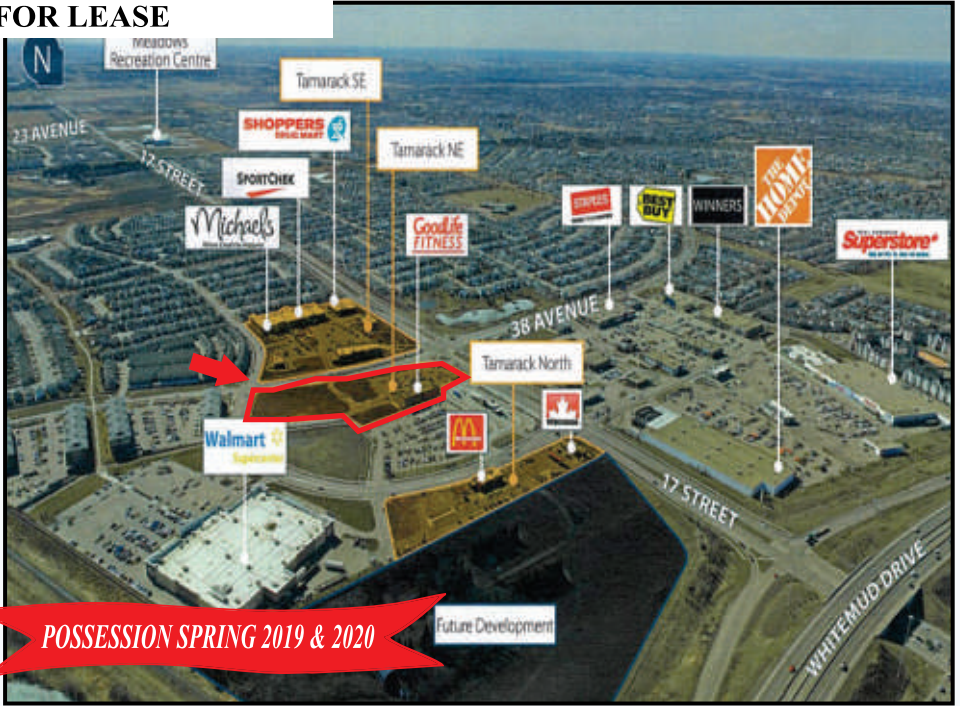 FOR LEASE
N
Meadows
Recreation Centre
Tamarack SE
SHOPPERS
DRUG MART
23 AVENUE
17 STREET
Tamarack NE
SPORTCHEK
Michaels
GoodLife
FITNESS
STAPLES
BEST
BUY
WINNERS
THE
HOME
DEPOT
Superstore
38 AVENUE
Tamarack North
Walmart
Supercentre
17 STREET
WHITEMUD DRIVE
Future Development
POSSESSION SPRING 2019 & 2020